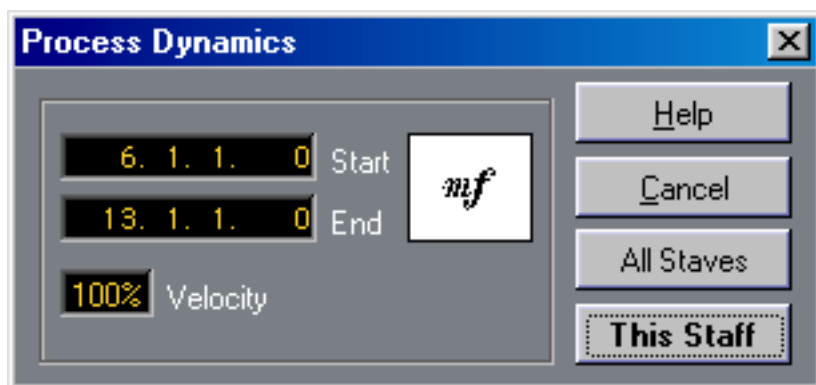 Process Dynamics
6. 1. 1. 0 Start
13. 1. 1. 0 End
mf
100% Velocity
Help
Cancel
All Staves
This Staff